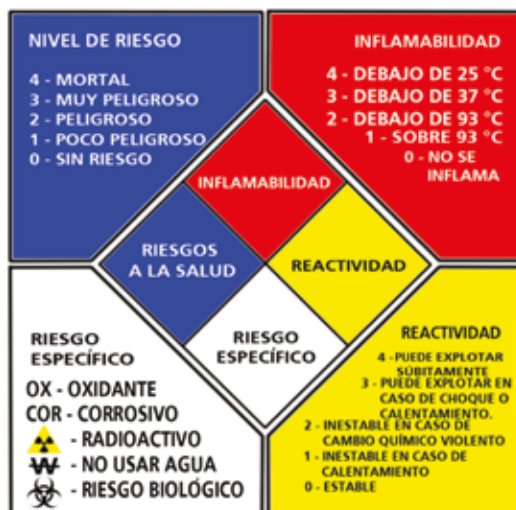 NIVEL DE RIESGO
4 - MORTAL
3 - MUY PELIGROSO
2 - PELIGROSO
1 - POCO PELIGROSO
0 - SIN RIESGO
INFLAMABILIDAD
4 - DEBAJO DE 25 °C
3 - DEBAJO DE 37 °C
2 - DEBAJO DE 93 °C
1 - SOBRE 93 °C
0 - NO SE
INFLAMA
INFLAMABILIDAD
RIESGOS
A LA SALUD
REACTIVIDAD
RIESGO
ESPECÍFICO
RIESGO
ESPECÍFICO
OX - OXIDANTE
COR - CORROSIVO
- RADIOACTIVO
W - NO USAR AGUA
- RIESGO BIOLÓGICO
REACTIVIDAD
4 -PUEDE EXPLOTAR
SÚBITAMENTE
3 - PUEDE EXPLOTAR EN
CASO DE CHOQUE O
CALENTAMIENTO.
2 - INESTABLE EN CASO DE
CAMBIO QUÍMICO VIOLENTO
1 - INESTABLE EN CASO DE
CALENTAMIENTO
0 - ESTABLE